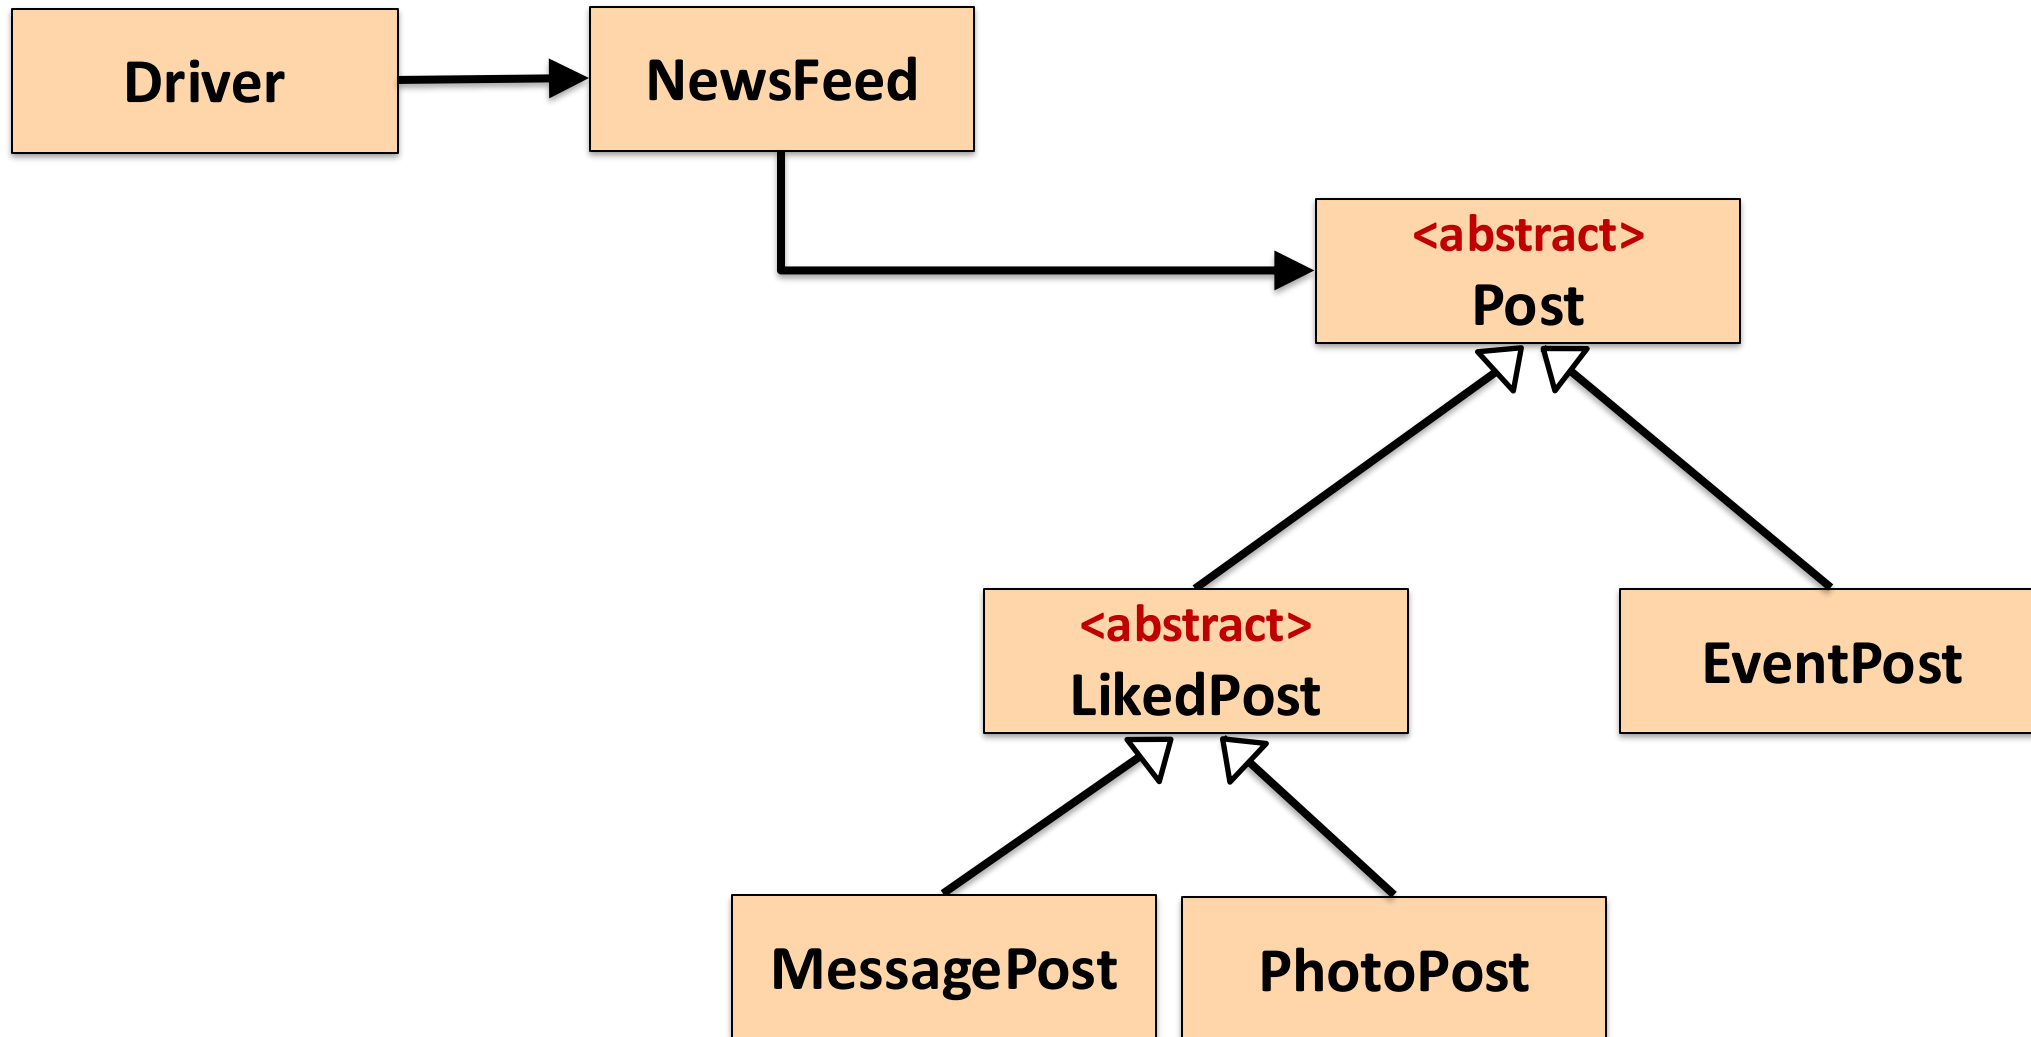 Driver
NewsFeed
<abstract>
Post
<abstract>
LikedPost
EventPost
MessagePost
PhotoPost